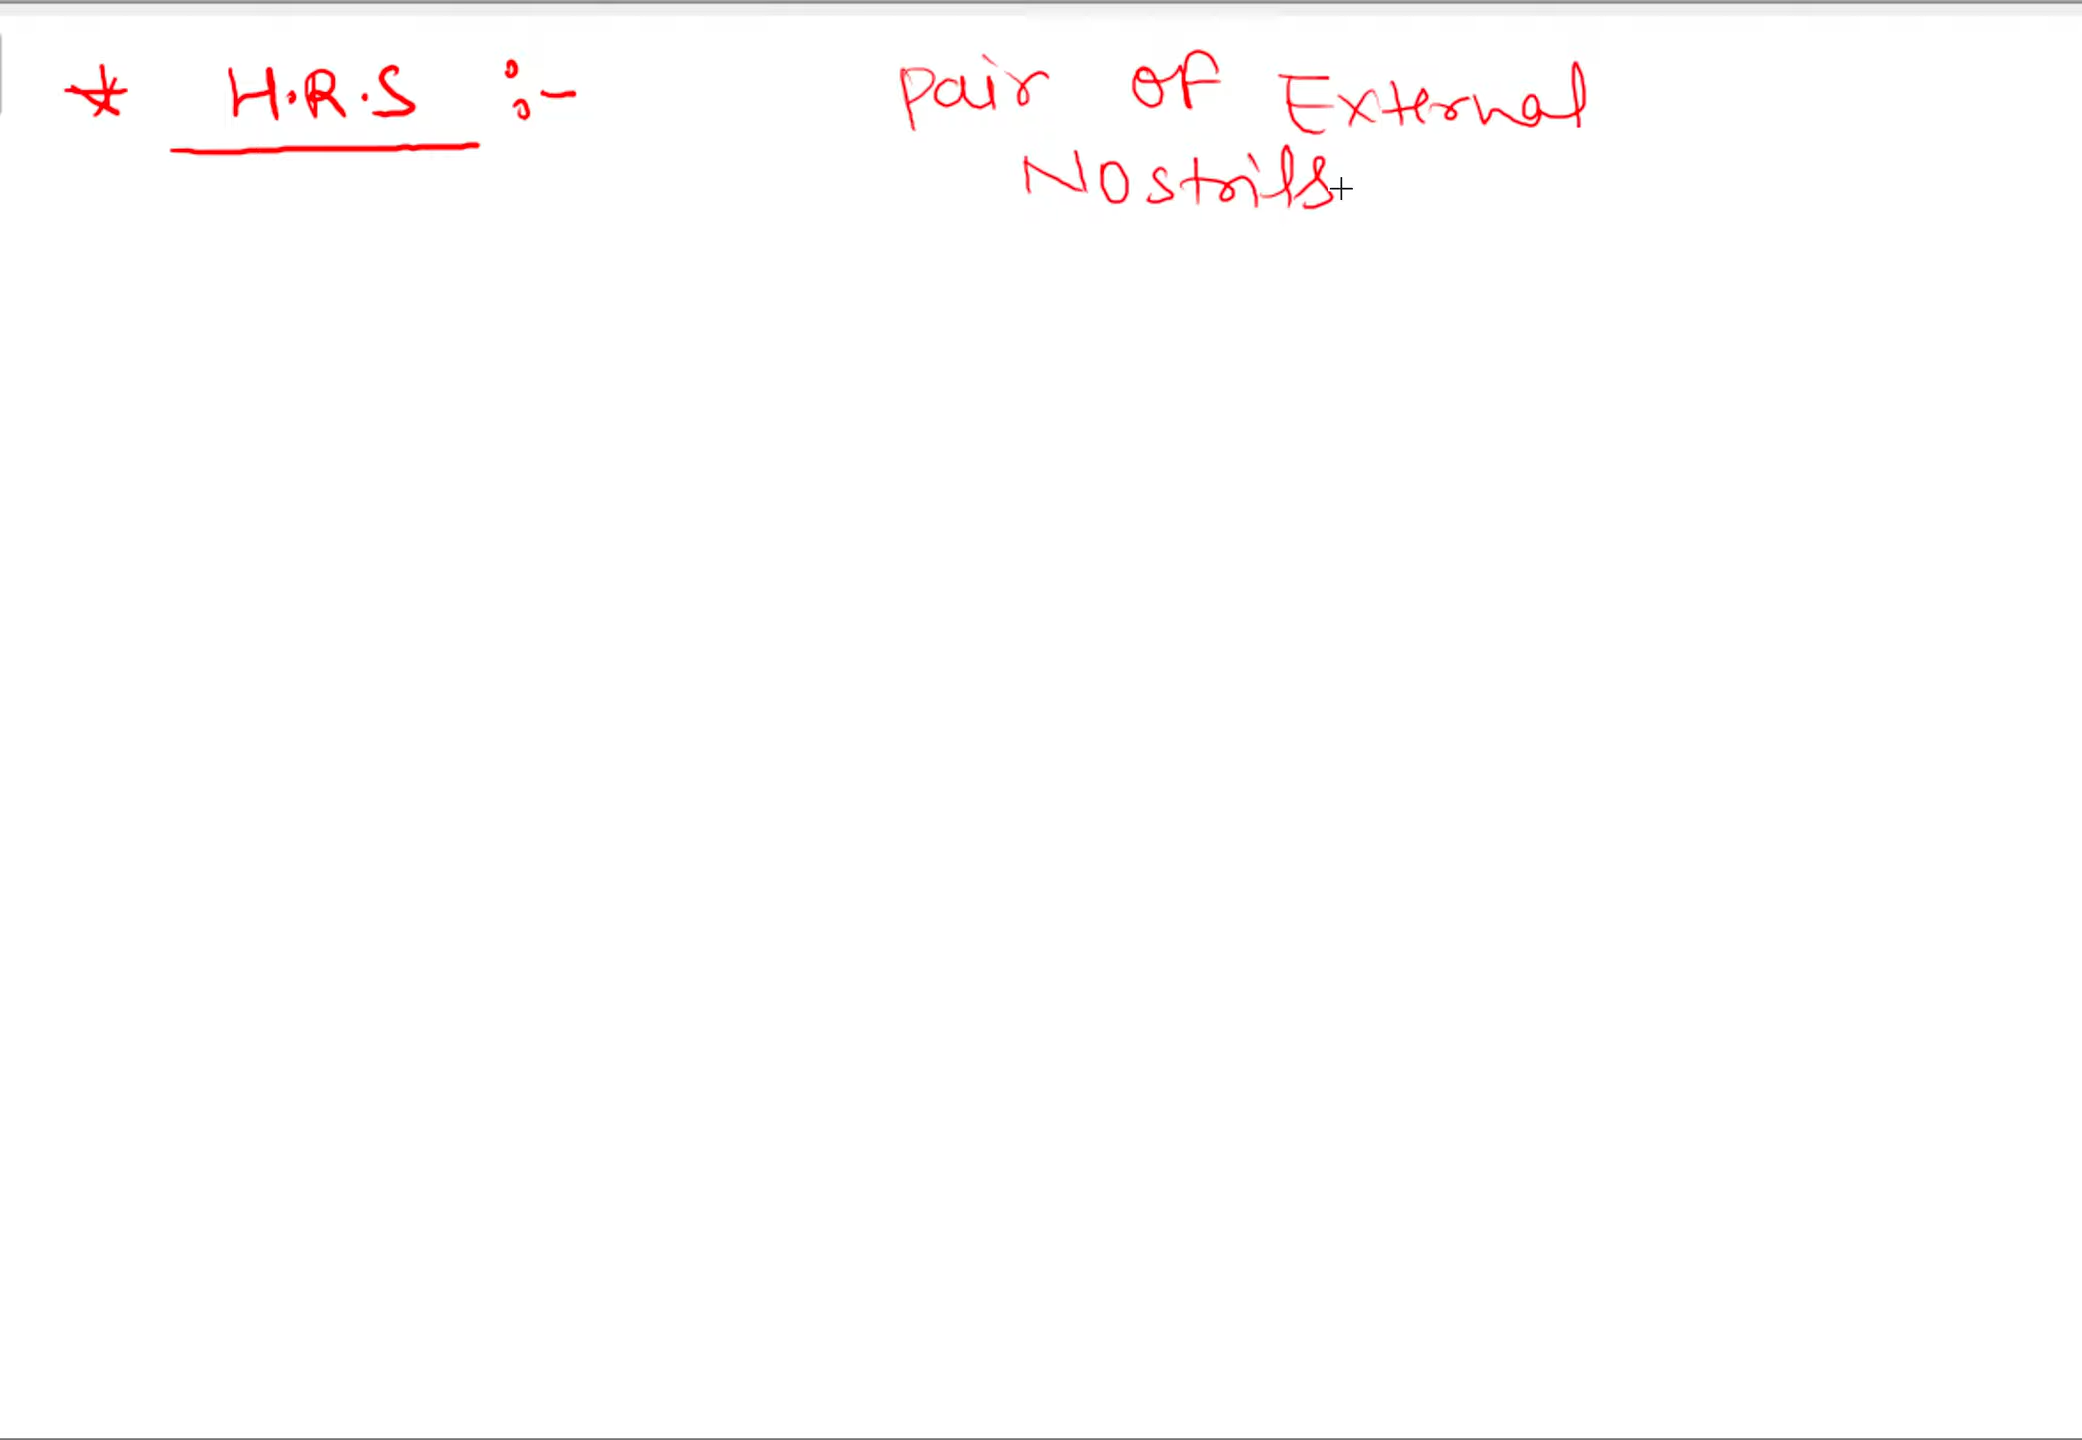 * H.R.S :-
Pair of External
Nostrils